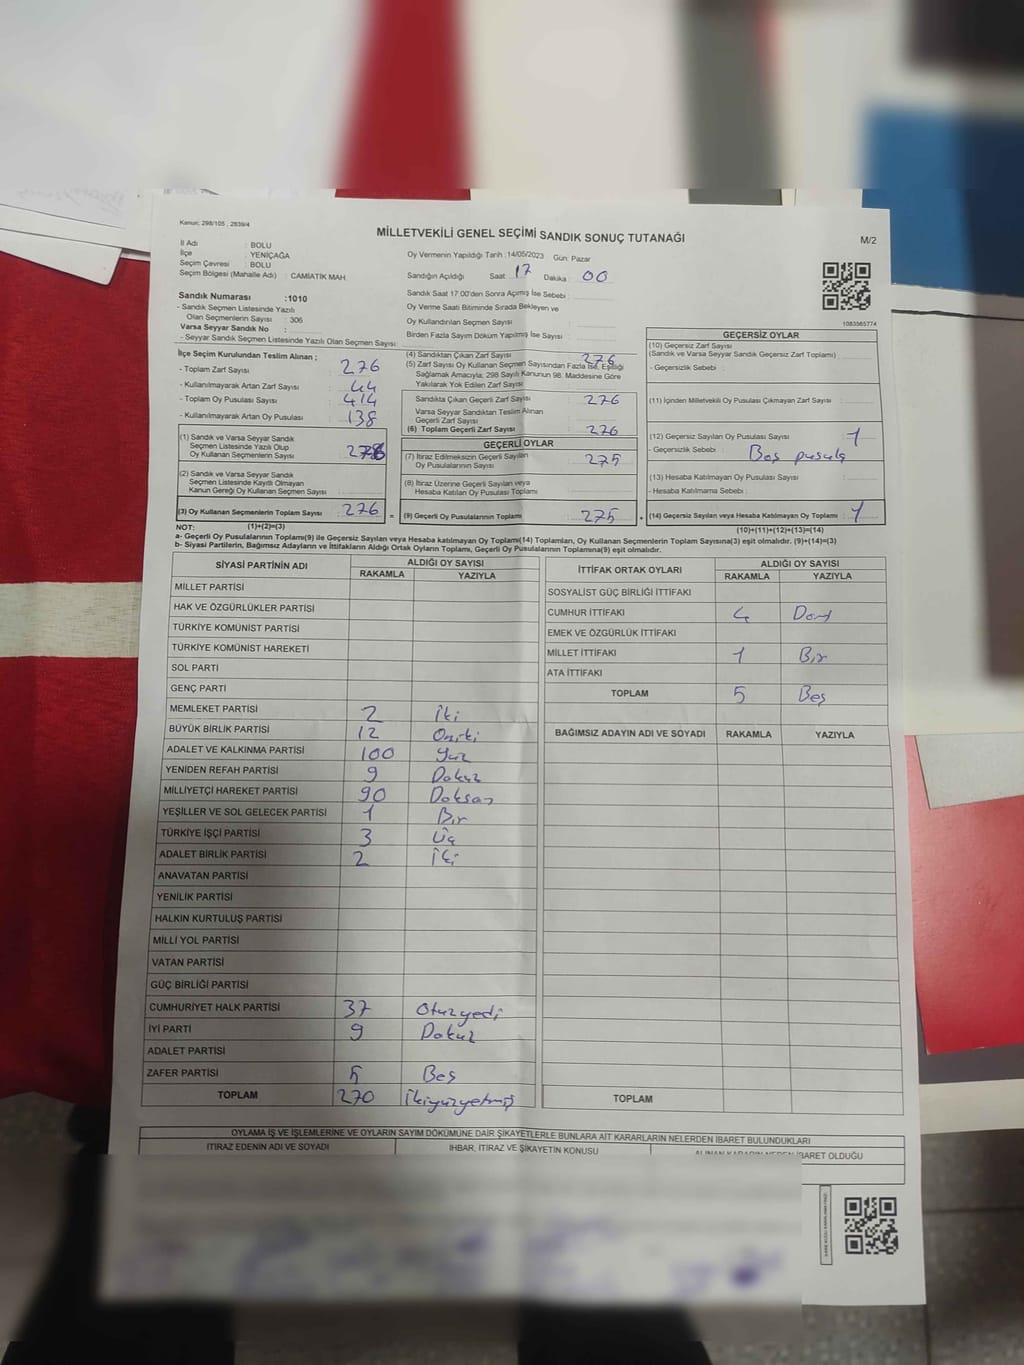 Kanun; 298/105 , 2839/4
MİLLETVEKİLİ GENEL SEÇİMİ SANDIK SONUÇ TUTANAĞI
M/2
İl Adı : BOLU
İlçe : YENİÇAĞA
Seçim Çevresi : BOLU
Seçim Bölgesi (Mahalle Adı) : CAMİATİK MAH.
Oy Vermenin Yapıldığı Tarih :14/05/2023 Gün: Pazar
Sandığın Açıldığı Saat 17 Dakika : 00
1083565774
Sandık Numarası :1010
- Sandık Seçmen Listesinde Yazılı
Olan Seçmenlerin Sayısı : 306
Varsa Seyyar Sandık No :
- Seyyar Sandık Seçmen Listesinde Yazılı Olan Seçmen Sayısı:
Sandık Saat 17:00'den Sonra Açılmış İse Sebebi :
Oy Verme Saati Bitiminde Sırada Bekleyen ve
Oy Kullandırılan Seçmen Sayısı :
Birden Fazla Sayım Döküm Yapılmış İse Sayısı :
İlçe Seçim Kurulundan Teslim Alınan ;
- Toplam Zarf Sayısı : 276
- Kullanılmayarak Artan Zarf Sayısı : 44
- Toplam Oy Pusulası Sayısı : 414
- Kullanılmayarak Artan Oy Pusulası : 138
(1) Sandık ve Varsa Seyyar Sandık
Seçmen Listesinde Yazılı Olup
Oy Kullanan Seçmenlerin Sayısı
(2) Sandık ve Varsa Seyyar Sandık
Seçmen Listesinde Kayıtlı Olmayan
Kanun Gereği Oy Kullanan Seçmen Sayısı :
(3) Oy Kullanan Seçmenlerin Toplam Sayısı : 276 =
(1)+(2)=(3)
(4) Sandıktan Çıkan Zarf Sayısı : 276
(5) Zarf Sayısı Oy Kullanan Seçmen Sayısından Fazla İse, Eşitliği
Sağlamak Amacıyla; 298 Sayılı Kanunun 98. Maddesine Göre
Yakılarak Yok Edilen Zarf Sayısı
Sandıkta Çıkan Geçerli Zarf Sayısı : 276
Varsa Seyyar Sandıktan Teslim Alınan
Geçerli Zarf Sayısı :
(6) Toplam Geçerli Zarf Sayısı : 276
GEÇERLİ OYLAR
(7) İtiraz Edilmeksizin Geçerli Sayılan
Oy Pusulalarının Sayısı : 275
(8) İtiraz Üzerine Geçerli Sayılan veya
Hesaba Katılan Oy Pusulası Toplamı :
(9) Geçerli Oy Pusulalarının Toplamı : 275 +
GEÇERSİZ OYLAR
(10) Geçersiz Zarf Sayısı
(Sandık ve Varsa Seyyar Sandık Geçersiz Zarf Toplamı) :
- Geçersizlik Sebebi :
(11) İçinden Milletvekili Oy Pusulası Çıkmayan Zarf Sayısı :
(12) Geçersiz Sayılan Oy Pusulası Sayısı : 1
- Geçersizlik Sebebi : Boş pusula
(13) Hesaba Katılmayan Oy Pusulası Sayısı :
- Hesaba Katılmama Sebebi :
(14) Geçersiz Sayılan veya Hesaba Katılmayan Oy Toplamı : 1
(10)+(11)+(12)+(13)=(14)
NOT:
a- Geçerli Oy Pusulalarının Toplamı(9) ile Geçersiz Sayılan veya Hesaba katılmayan Oy Toplamı(14) Toplamları, Oy Kullanan Seçmenlerin Toplam Sayısına(3) eşit olmalıdır. (9)+(14)=(3)
b- Siyasi Partilerin, Bağımsız Adayların ve İttifakların Aldığı Ortak Oyların Toplamı, Geçerli Oy Pusulalarının Toplamına(9) eşit olmalıdır.
SİYASİ PARTİNİN ADI ALDIĞI OY SAYISI
RAKAMLA YAZIYLA
MİLLET PARTİSİ
HAK VE ÖZGÜRLÜKLER PARTİSİ
TÜRKİYE KOMÜNİST PARTİSİ
TÜRKİYE KOMÜNİST HAREKETİ
SOL PARTİ
GENÇ PARTİ
MEMLEKET PARTİSİ 2 İki
BÜYÜK BİRLİK PARTİSİ 12 Oniki
ADALET VE KALKINMA PARTİSİ 100 Yüz
YENİDEN REFAH PARTİSİ 9 Dokuz
MİLLİYETÇİ HAREKET PARTİSİ 90 Doksan
YEŞİLLER VE SOL GELECEK PARTİSİ 1 Bir
TÜRKİYE İŞÇİ PARTİSİ 3 Üç
ADALET BİRLİK PARTİSİ 2 İki
ANAVATAN PARTİSİ
YENİLİK PARTİSİ
HALKIN KURTULUŞ PARTİSİ
MİLLİ YOL PARTİSİ
VATAN PARTİSİ
GÜÇ BİRLİĞİ PARTİSİ
CUMHURİYET HALK PARTİSİ 37 Otuzyedi
İYİ PARTİ 9 Dokuz
ADALET PARTİSİ
ZAFER PARTİSİ 5 Beş
TOPLAM 270 İkiyüzyetmiş
İTTİFAK ORTAK OYLARI ALDIĞI OY SAYISI
RAKAMLA YAZIYLA
SOSYALİST GÜÇ BİRLİĞİ İTTİFAKI
CUMHUR İTTİFAKI 4 Dört
EMEK VE ÖZGÜRLÜK İTTİFAKI
MİLLET İTTİFAKI 1 Bir
ATA İTTİFAKI
TOPLAM 5 Beş
BAĞIMSIZ ADAYIN ADI VE SOYADI RAKAMLA YAZIYLA
TOPLAM
OYLAMA İŞ VE İŞLEMLERİNE VE OYLARIN SAYIM DÖKÜMÜNE DAİR ŞİKAYETLERLE BUNLARA AİT KARARLARIN NELERDEN İBARET BULUNDUKLARI
İTİRAZ EDENİN ADI VE SOYADI İHBAR, İTİRAZ VE ŞİKAYETİN KONUSU ALINAN KARARIN NEDEN İBARET OLDUĞU